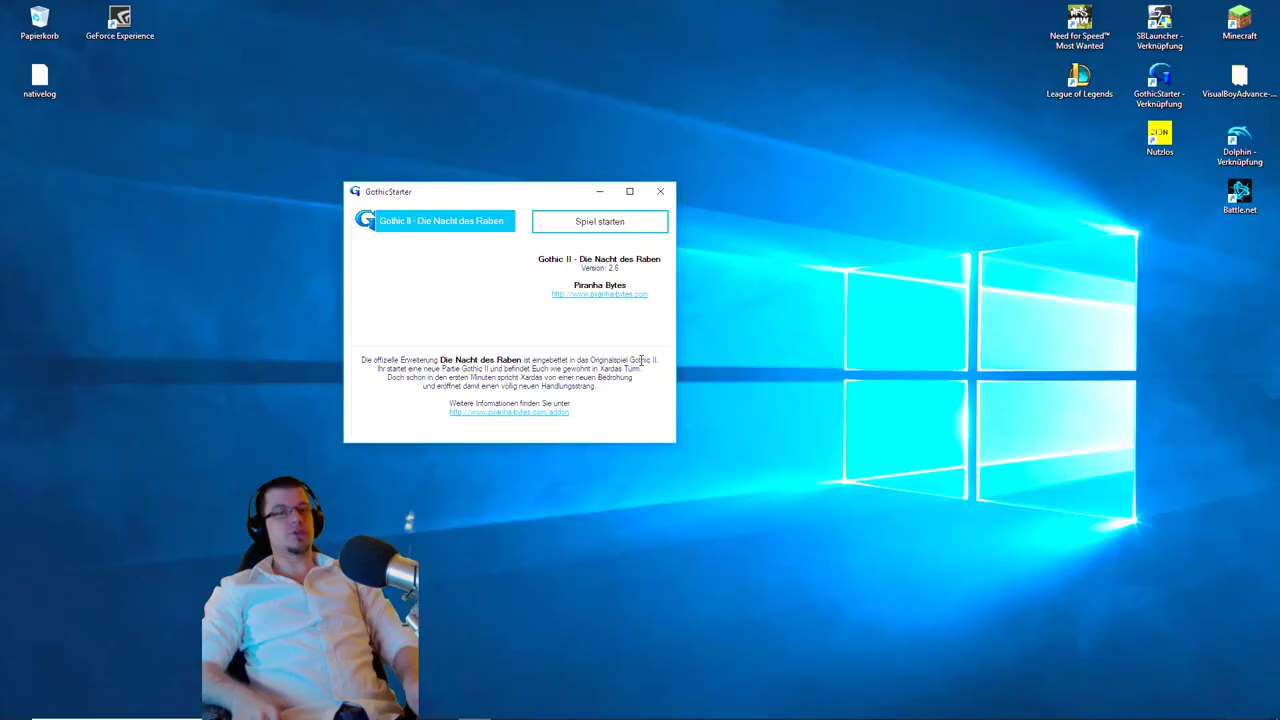 Papierkorb
GeForce Experience
nativelog
Need for Speed™
Most Wanted
SBLauncher -
Verknüpfung
Minecraft
League of Legends
GothicStarter -
Verknüpfung
VisualBoyAdvance-...
ZION
Nutzlos
Dolphin -
Verknüpfung
Battle.net
GothicStarter
Gothic II - Die Nacht des Raben
Spiel starten
Gothic II - Die Nacht des Raben
Version: 2.6
Piranha Bytes
http://www.piranha-bytes.com
Die offizielle Erweiterung Die Nacht des Raben ist eingebettet in das Originalspiel Gothic II.
Ihr startet eine neue Partie Gothic II und befindet Euch wie gewohnt in Xardas Turm.
Doch schon in den ersten Minuten spricht Xardas von einer neuen Bedrohung
und eröffnet damit einen völlig neuen Handlungsstrang.
Weitere Informationen finden Sie unter
http://www.piranha-bytes.com/addon